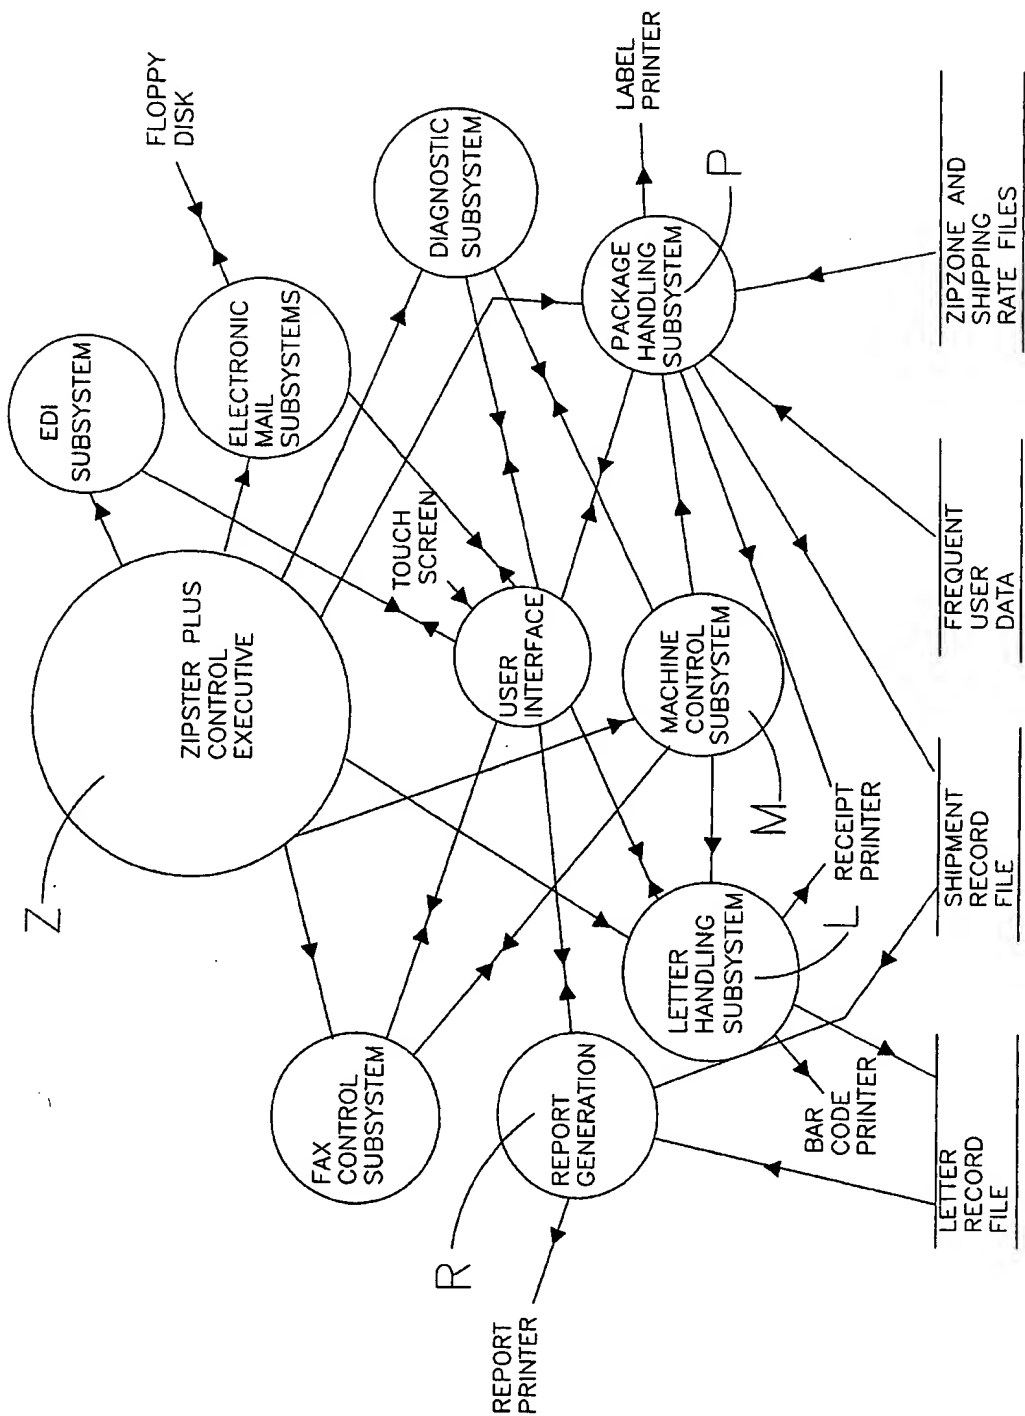 Z
ZIPSTER PLUS
CONTROL
EXECUTIVE
EDI
SUBSYSTEM
FLOPPY
DISK
ELECTRONIC
MAIL
SUBSYSTEMS
FAX
CONTROL
SUBSYSTEM
TOUCH
SCREEN
DIAGNOSTIC
SUBSYSTEM
R
REPORT
PRINTER
REPORT
GENERATION
USER
INTERFACE
LABEL
PRINTER
LETTER
HANDLING
SUBSYSTEM
L
MACHINE
CONTROL
SUBSYSTEM
M
PACKAGE
HANDLING
SUBSYSTEM
P
BAR
CODE
PRINTER
RECEIPT
PRINTER
LETTER
RECORD
FILE
SHIPMENT
RECORD
FILE
FREQUENT
USER
DATA
ZIPZONE AND
SHIPPING
RATE FILES